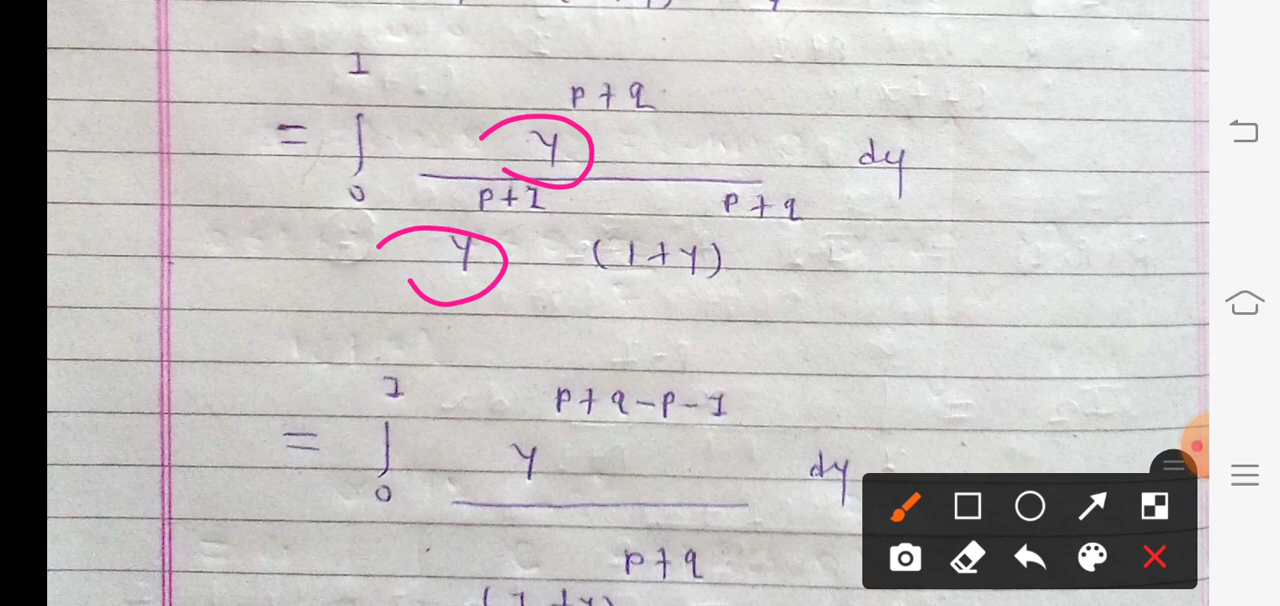 1
p + q
= ∫ y dy
0
p + 1 p + q
y (1 + y)
1
p + q - p - 1
= ∫ y dy
0
p + q
(1 + y)